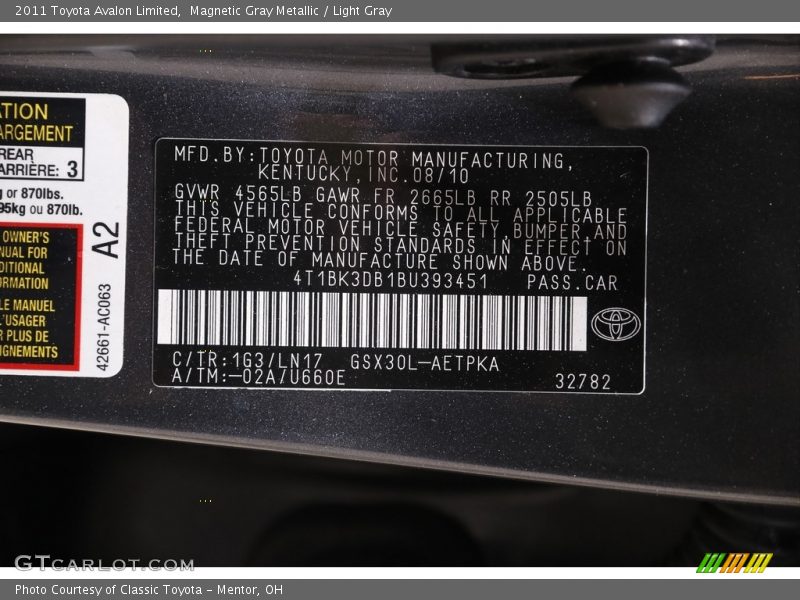 2011 Toyota Avalon Limited,  Magnetic Gray Metallic / Light Gray
ATION
ARGEMENT
REAR
ARRIÈRE: 3
g or 870lbs.
95kg ou 870lb.
OWNER'S
NUAL FOR
DITIONAL
ORMATION
LE MANUEL
L'USAGER
R PLUS DE
IGNEMENTS
A2
42661-AC063
MFD.BY:TOYOTA MOTOR MANUFACTURING,
KENTUCKY,INC.08/10
GVWR 4565LB GAWR FR 2665LB RR 2505LB
THIS VEHICLE CONFORMS TO ALL APPLICABLE
FEDERAL MOTOR VEHICLE SAFETY,BUMPER,AND
THEFT PREVENTION STANDARDS IN EFFECT ON
THE DATE OF MANUFACTURE SHOWN ABOVE.
4T1BK3DB1BU393451 PASS.CAR
C/TR:1G3/LN17 GSX30L-AETPKA
A/TM:-02A/U660E
32782
GTCARLOT.COM
Photo Courtesy of Classic Toyota - Mentor, OH